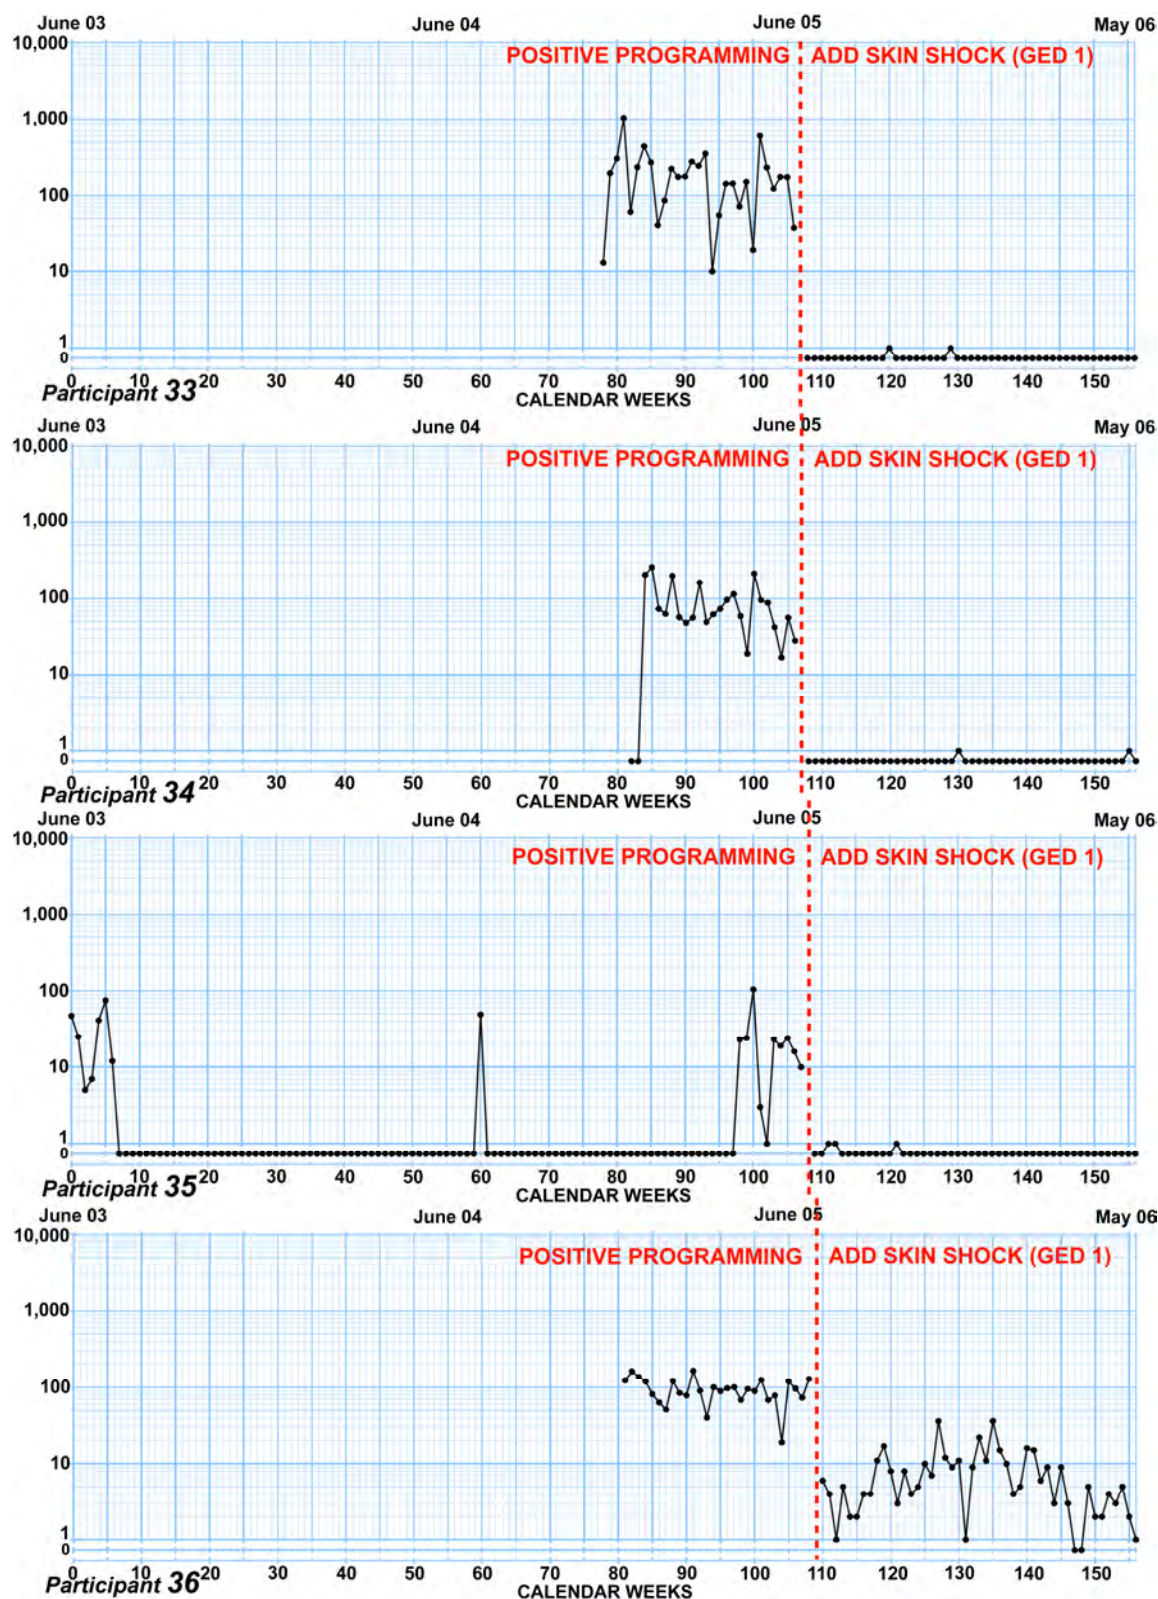 June 03 June 04 June 05 May 06
10,000 POSITIVE PROGRAMMING ADD SKIN SHOCK (GED 1)
1,000
100
10
1
0
0 10 20 30 40 50 60 70 80 90 100 110 120 130 140 150
Participant 33 CALENDAR WEEKS
June 03 June 04 June 05 May 06
10,000 POSITIVE PROGRAMMING ADD SKIN SHOCK (GED 1)
1,000
100
10
1
0
0 10 20 30 40 50 60 70 80 90 100 110 120 130 140 150
Participant 34 CALENDAR WEEKS
June 03 June 04 June 05 May 06
10,000 POSITIVE PROGRAMMING ADD SKIN SHOCK (GED 1)
1,000
100
10
1
0
0 10 20 30 40 50 60 70 80 90 100 110 120 130 140 150
Participant 35 CALENDAR WEEKS
June 03 June 04 June 05 May 06
10,000 POSITIVE PROGRAMMING ADD SKIN SHOCK (GED 1)
1,000
100
10
1
0
0 10 20 30 40 50 60 70 80 90 100 110 120 130 140 150
Participant 36 CALENDAR WEEKS